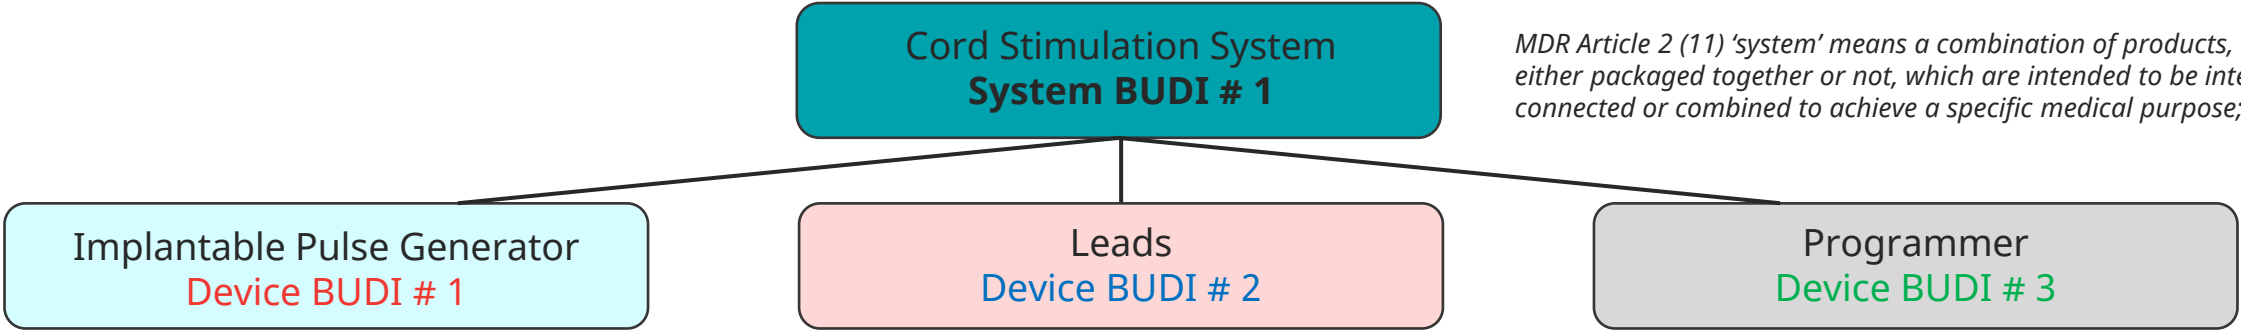 Cord Stimulation System
System BUDI # 1
MDR Article 2 (11) ‘system’ means a combination of products,
either packaged together or not, which are intended to be
connected or combined to achieve a specific medical purpose;
Implantable Pulse Generator
Device BUDI # 1
Leads
Device BUDI # 2
Programmer
Device BUDI # 3